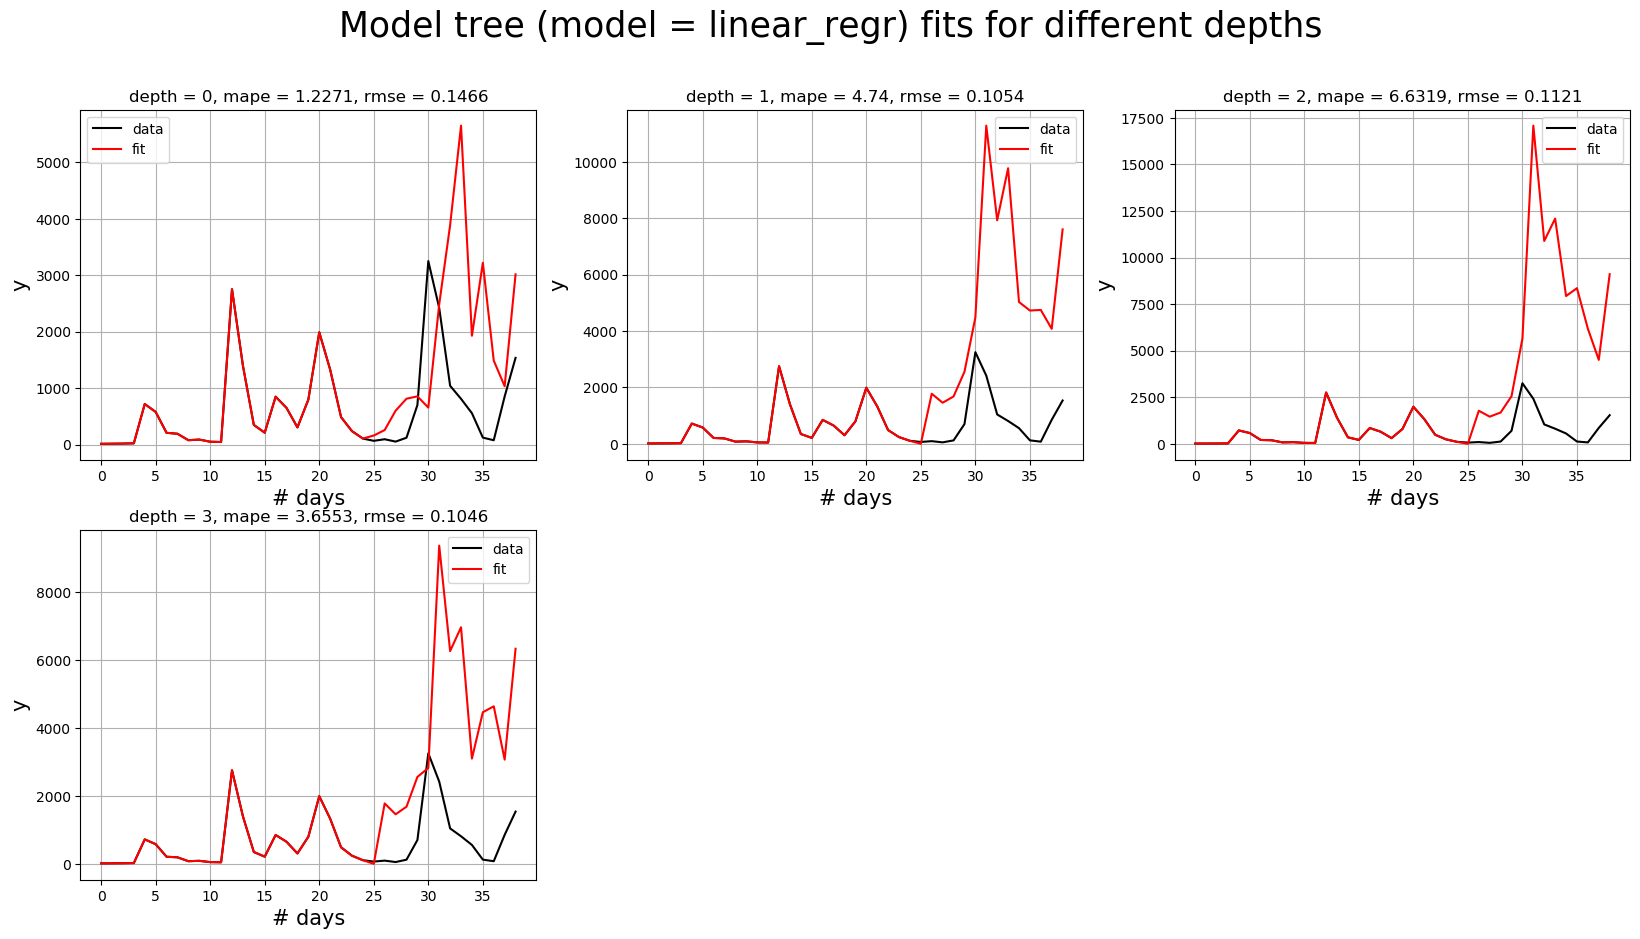 Model tree (model = linear_regr) fits for different depths
depth = 0, mape = 1.2271, rmse = 0.1466
data
fit
5000
4000
3000
2000
1000
0
y
0 5 10 15 20 25 30 35
# days
depth = 1, mape = 4.74, rmse = 0.1054
data
fit
10000
8000
6000
4000
2000
0
y
0 5 10 15 20 25 30 35
# days
depth = 2, mape = 6.6319, rmse = 0.1121
data
fit
17500
15000
12500
10000
7500
5000
2500
0
y
0 5 10 15 20 25 30 35
# days
depth = 3, mape = 3.6553, rmse = 0.1046
data
fit
8000
6000
4000
2000
0
y
0 5 10 15 20 25 30 35
# days